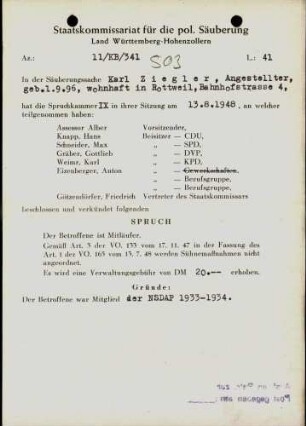 Staatskommissariat für die pol. Säuberung
Land Württemberg-Hohenzollern
Az.: 11/KB/341 503 L.: 41
In der Säuberungssache Karl Ziegler, Angestellter,
geb.1.9.96, wohnhaft in Rottweil, Bahnhofstrasse 4,
hat die Spruchkammer IX in ihrer Sitzung am 13.8.1948, an welcher
teilgenommen haben:
Assessor Alber Vorsitzender,
Knapp, Hans Beisitzer — CDU,
Schneider, Max „ — SPD,
Gräber, Gottlieb „ — DVP,
Weimz, Karl „ — KPD,
Eizenberger, Anton „ — Gewerkschaften,
„ — Berufsgruppe,
„ — Berufsgruppe,
Götzendörfer, Friedrich Vertreter des Staatskommissars
beschlossen und verkündet folgenden
SPRUCH
Der Betroffene ist Mitläufer.
Gemäß Art. 3 der VO. 133 vom 17. 11. 47 in der Fassung des
Art. 1 der VO. 165 vom 13. 7. 48 werden Sühnemaßnahmen nicht
angeordnet.
Es wird eine Verwaltungsgebühr von DM 20.-- erhoben.
Gründe:
Der Betroffene war Mitglied der NSDAP 1933-1934.